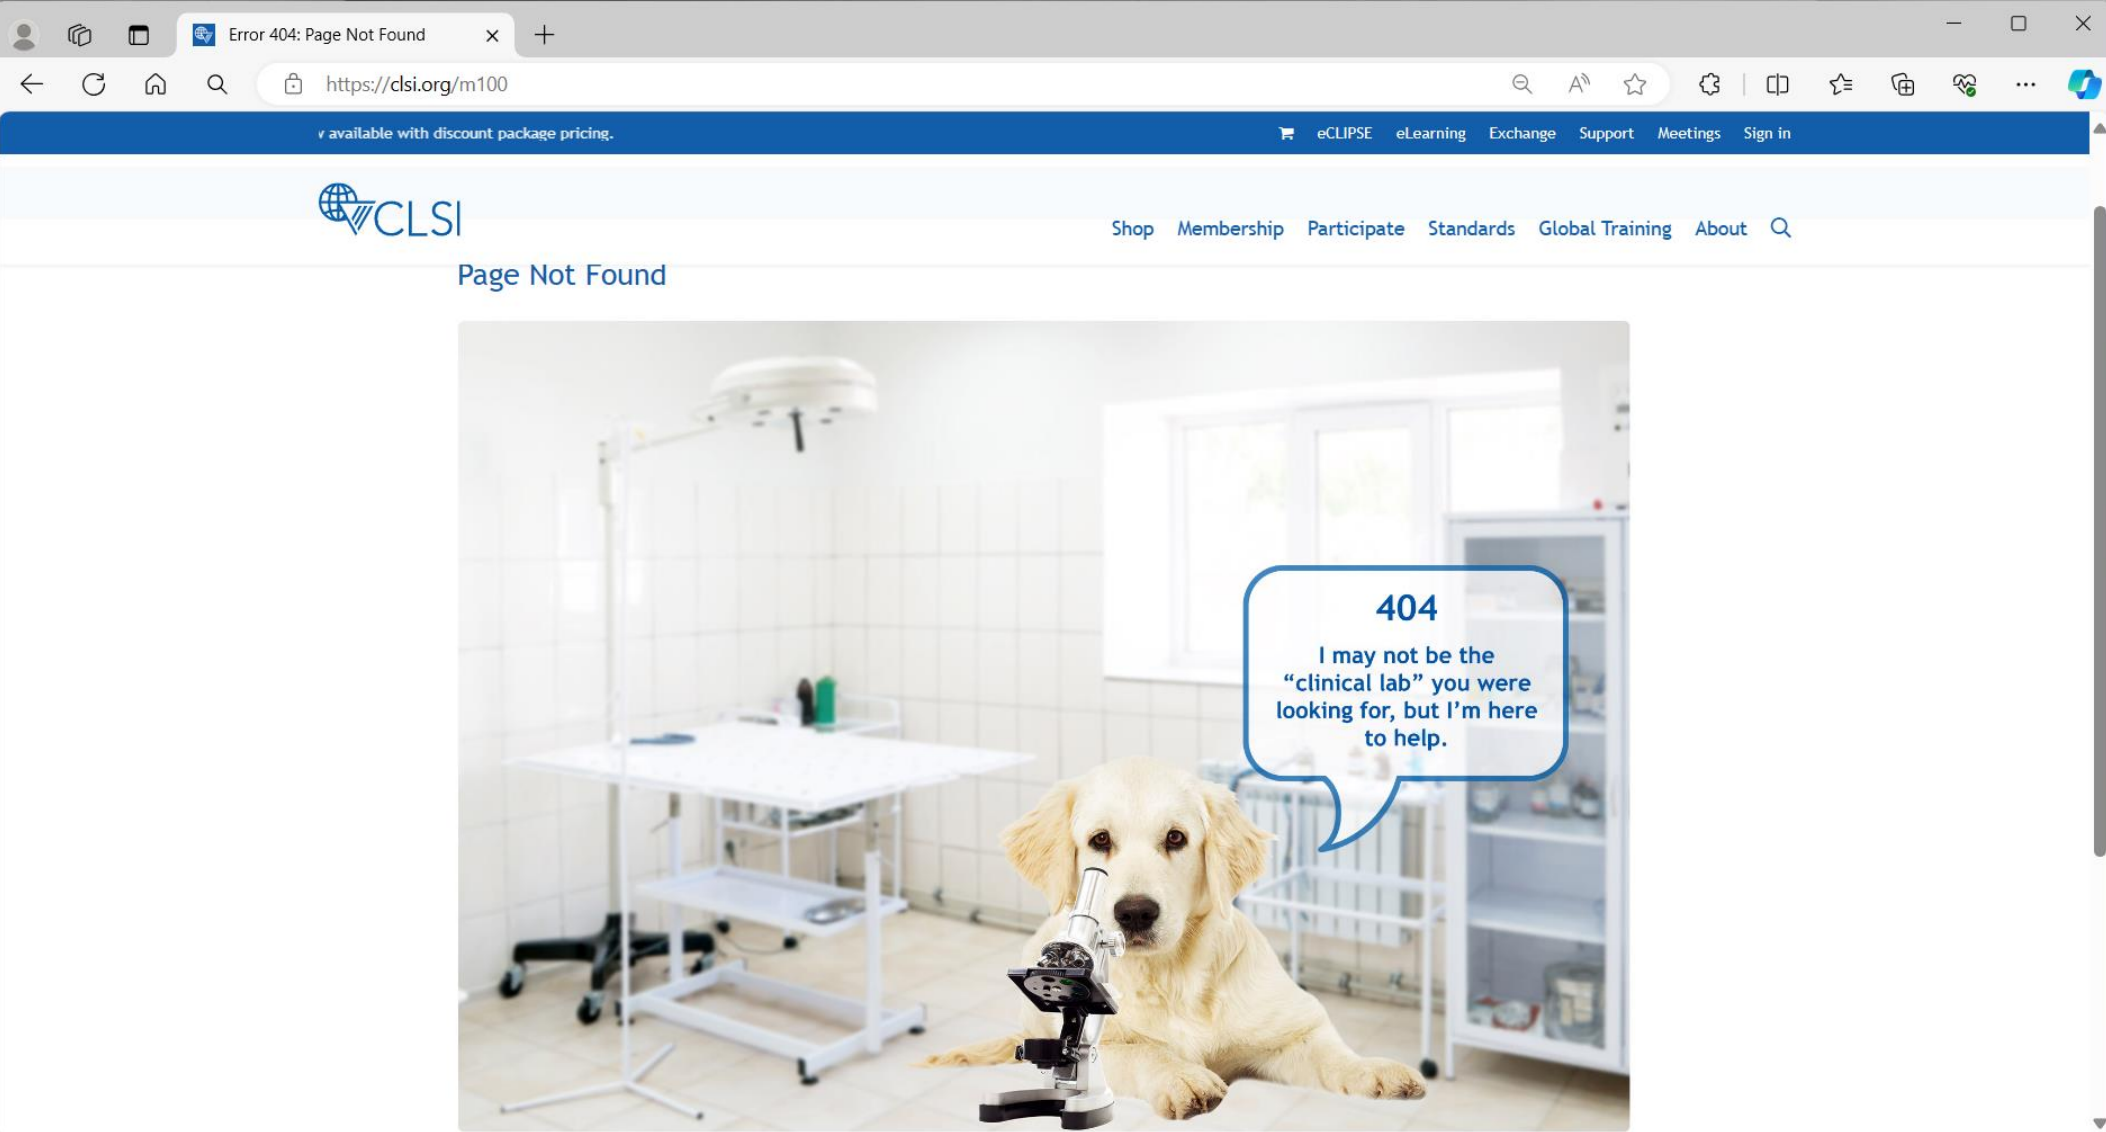 Error 404: Page Not Found
https://clsi.org/m100
available with discount package pricing.
eCLIPSE eLearning Exchange Support Meetings Sign in
CLSI
Shop Membership Participate Standards Global Training About
Page Not Found
404
I may not be the
“clinical lab” you were
looking for, but I’m here
to help.